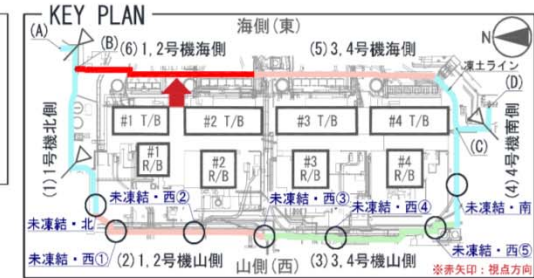 KEY PLAN
海側(東)
(A)
(B)
(6)1,2号機海側
(5)3,4号機海側
N
凍土ライン
(D)
#1 T/B
#2 T/B
#3 T/B
#4 T/B
(1)1号機北側
(C)
(4)4号機南側
#1
R/B
#2
R/B
#3
R/B
#4
R/B
未凍結・北
未凍結・西②
未凍結・西③
未凍結・西④
未凍結・南
未凍結・西①
(2)1,2号機山側
山側(西)
(3)3,4号機山側
未凍結・西⑤
※赤矢印:視点方向